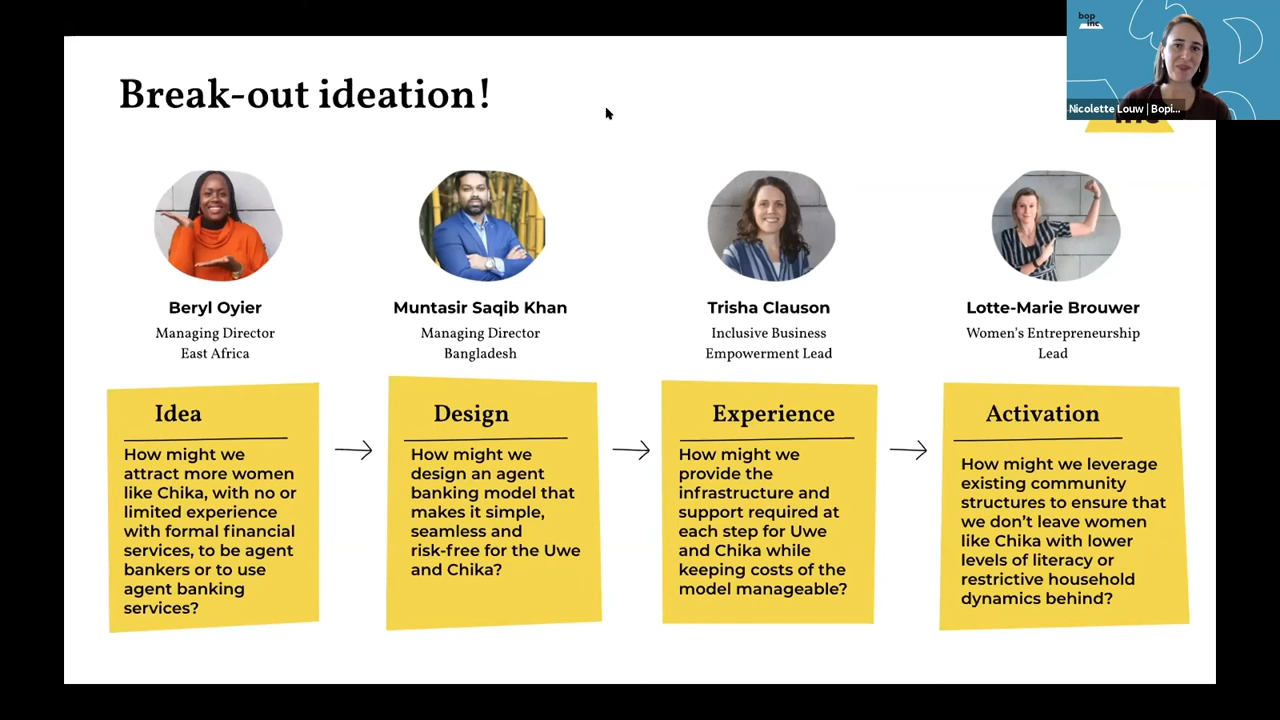 bop
inc
Nicolette Louw | Bopi...
Break-out ideation!
Beryl Oyier
Managing Director
East Africa
Muntasir Saqib Khan
Managing Director
Bangladesh
Trisha Clauson
Inclusive Business
Empowerment Lead
Lotte-Marie Brouwer
Women's Entrepreneurship
Lead
Idea
How might we
attract more women
like Chika, with no or
limited experience
with formal financial
services, to be agent
bankers or to use
agent banking
services?
Design
How might we
design an agent
banking model that
makes it simple,
seamless and
risk-free for the Uwe
and Chika?
Experience
How might we
provide the
infrastructure and
support required at
each step for Uwe
and Chika while
keeping costs of the
model manageable?
Activation
How might we leverage
existing community
structures to ensure that
we don't leave women
like Chika with lower
levels of literacy or
restrictive household
dynamics behind?